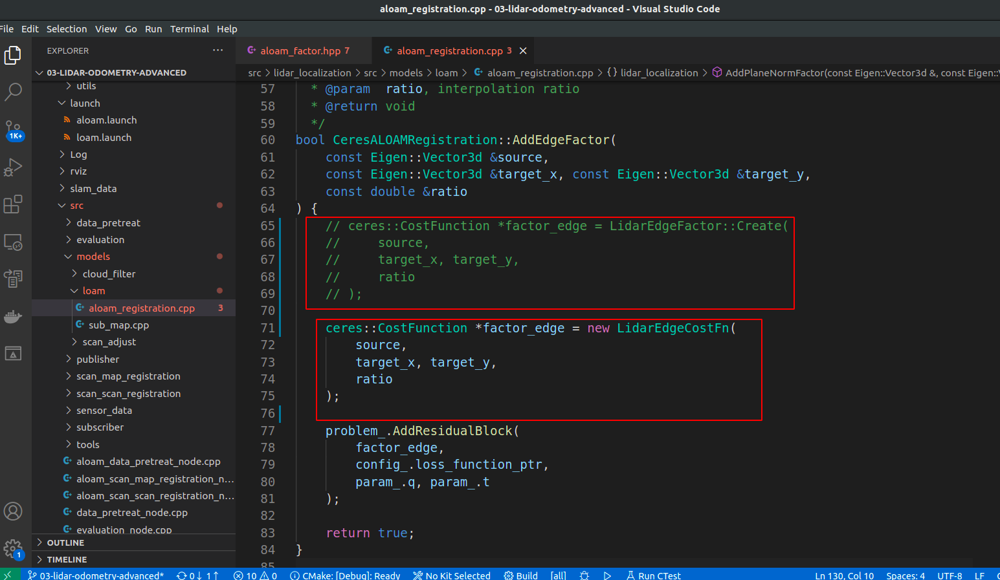 aloam_registration.cpp - 03-lidar-odometry-advanced - Visual Studio Code
File Edit Selection View Go Run Terminal Help
EXPLORER ···
aloam_factor.hpp 7
aloam_registration.cpp 3
03-LIDAR-ODOMETRY-ADVANCED
src > lidar_localization > src > models > loam > aloam_registration.cpp > {} lidar_localization > AddPlaneNormFactor(const Eigen::Vector3d &, const Eigen::V
utils
launch
aloam.launch
loam.launch
Log
rviz
slam_data
src
data_pretreat
evaluation
models
cloud_filter
loam
aloam_registration.cpp 3
sub_map.cpp
scan_adjust
publisher
scan_map_registration
scan_scan_registration
sensor_data
subscriber
tools
aloam_data_pretreat_node.cpp
aloam_scan_map_registration_n...
aloam_scan_scan_registration_n...
data_pretreat_node.cpp
evaluation_node.cpp
OUTLINE
TIMELINE
1K+
1
57 * @param ratio, interpolation ratio
58 * @return void
59 */
60 bool CeresALOAMRegistration::AddEdgeFactor(
61 const Eigen::Vector3d &source,
62 const Eigen::Vector3d &target_x, const Eigen::Vector3d &target_y,
63 const double &ratio
64 ) {
65 // ceres::CostFunction *factor_edge = LidarEdgeFactor::Create(
66 // source,
67 // target_x, target_y,
68 // ratio
69 // );
70
71 ceres::CostFunction *factor_edge = new LidarEdgeCostFn(
72 source,
73 target_x, target_y,
74 ratio
75 );
76
77 problem_.AddResidualBlock(
78 factor_edge,
79 config_.loss_function_ptr,
80 param_.q, param_.t
81 );
82
83 return true;
84 }
85
03-lidar-odometry-advanced* 0↓ 1↑ 10 0 CMake: [Debug]: Ready No Kit Selected Build [all] Run CTest Ln 130, Col 10 Spaces: 4 UTF-8 LF